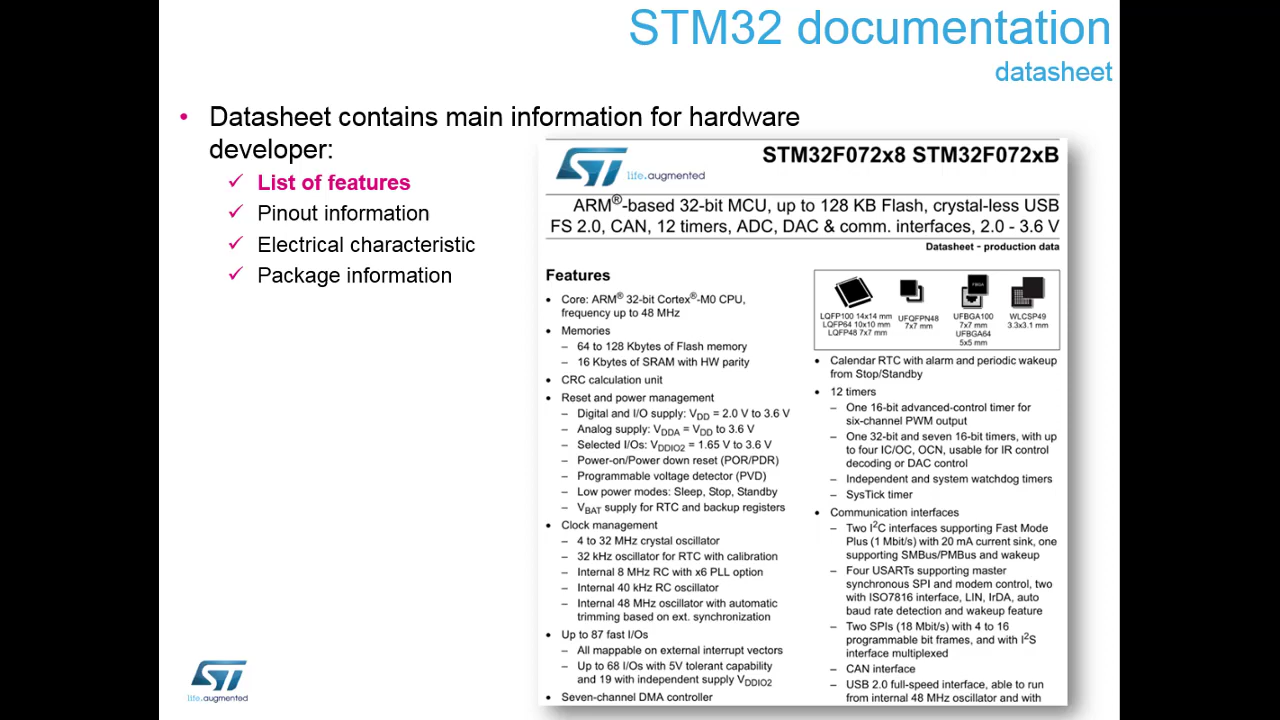 STM32 documentation
datasheet
• Datasheet contains main information for hardware
developer:
✓ List of features
✓ Pinout information
✓ Electrical characteristic
✓ Package information
ST life.augmented
STM32F072x8 STM32F072xB
ARM®-based 32-bit MCU, up to 128 KB Flash, crystal-less USB
FS 2.0, CAN, 12 timers, ADC, DAC & comm. interfaces, 2.0 - 3.6 V
Datasheet - production data
Features
• Core: ARM® 32-bit Cortex®-M0 CPU,
frequency up to 48 MHz
• Memories
– 64 to 128 Kbytes of Flash memory
– 16 Kbytes of SRAM with HW parity
• CRC calculation unit
• Reset and power management
– Digital and I/O supply: VDD = 2.0 V to 3.6 V
– Analog supply: VDDA = VDD to 3.6 V
– Selected I/Os: VDDIO2 = 1.65 V to 3.6 V
– Power-on/Power down reset (POR/PDR)
– Programmable voltage detector (PVD)
– Low power modes: Sleep, Stop, Standby
– VBAT supply for RTC and backup registers
• Clock management
– 4 to 32 MHz crystal oscillator
– 32 kHz oscillator for RTC with calibration
– Internal 8 MHz RC with x6 PLL option
– Internal 40 kHz RC oscillator
– Internal 48 MHz oscillator with automatic
trimming based on ext. synchronization
• Up to 87 fast I/Os
– All mappable on external interrupt vectors
– Up to 68 I/Os with 5V tolerant capability
and 19 with independent supply VDDIO2
• Seven-channel DMA controller
FBGA
LQFP100 14x14 mm
LQFP64 10x10 mm
LQFP48 7x7 mm
UFQFPN48
7x7 mm
UFBGA100
7x7 mm
UFBGA64
5x5 mm
WLCSP49
3.3x3.1 mm
• Calendar RTC with alarm and periodic wakeup
from Stop/Standby
• 12 timers
– One 16-bit advanced-control timer for
six-channel PWM output
– One 32-bit and seven 16-bit timers, with up
to four IC/OC, OCN, usable for IR control
decoding or DAC control
– Independent and system watchdog timers
– SysTick timer
• Communication interfaces
– Two I2C interfaces supporting Fast Mode
Plus (1 Mbit/s) with 20 mA current sink, one
supporting SMBus/PMBus and wakeup
– Four USARTs supporting master
synchronous SPI and modem control, two
with ISO7816 interface, LIN, IrDA, auto
baud rate detection and wakeup feature
– Two SPIs (18 Mbit/s) with 4 to 16
programmable bit frames, and with I2S
interface multiplexed
– CAN interface
– USB 2.0 full-speed interface, able to run
from internal 48 MHz oscillator and with
ST
life.augmented